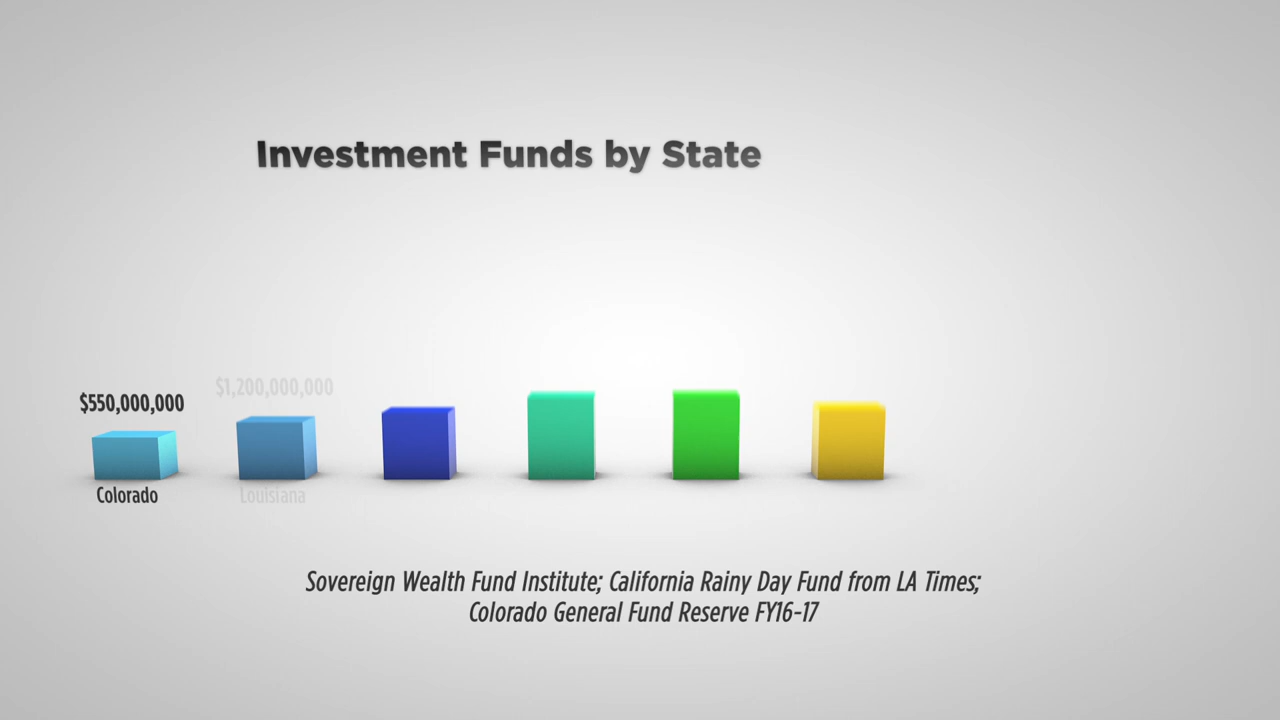 Investment Funds by State
$550,000,000
$1,200,000,000
Colorado
Louisiana
Sovereign Wealth Fund Institute; California Rainy Day Fund from LA Times;
Colorado General Fund Reserve FY16-17